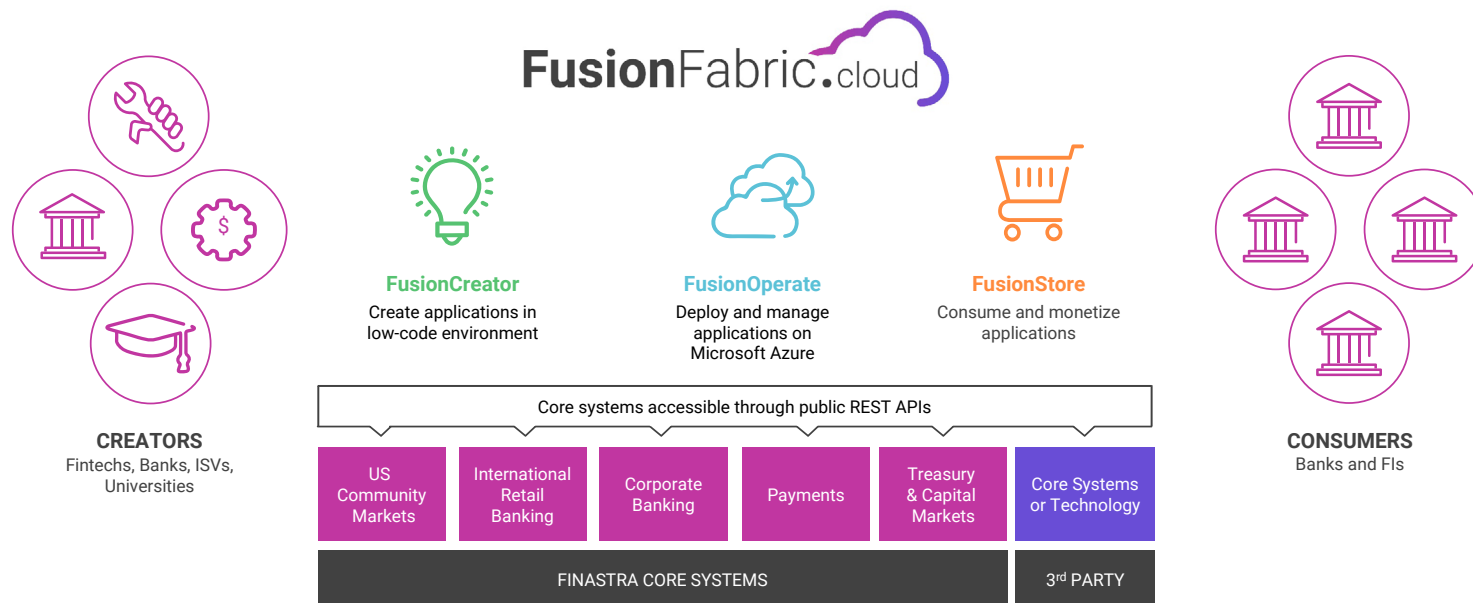 FusionFabric.cloud
$
CREATORS
Fintechs, Banks, ISVs,
Universities
FusionCreator
Create applications in
low-code environment
FusionOperate
Deploy and manage
applications on
Microsoft Azure
FusionStore
Consume and monetize
applications
CONSUMERS
Banks and FIs
Core systems accessible through public REST APIs
US
Community
Markets
International
Retail
Banking
Corporate
Banking
Payments
Treasury
& Capital
Markets
Core Systems
or Technology
FINASTRA CORE SYSTEMS
3rd PARTY